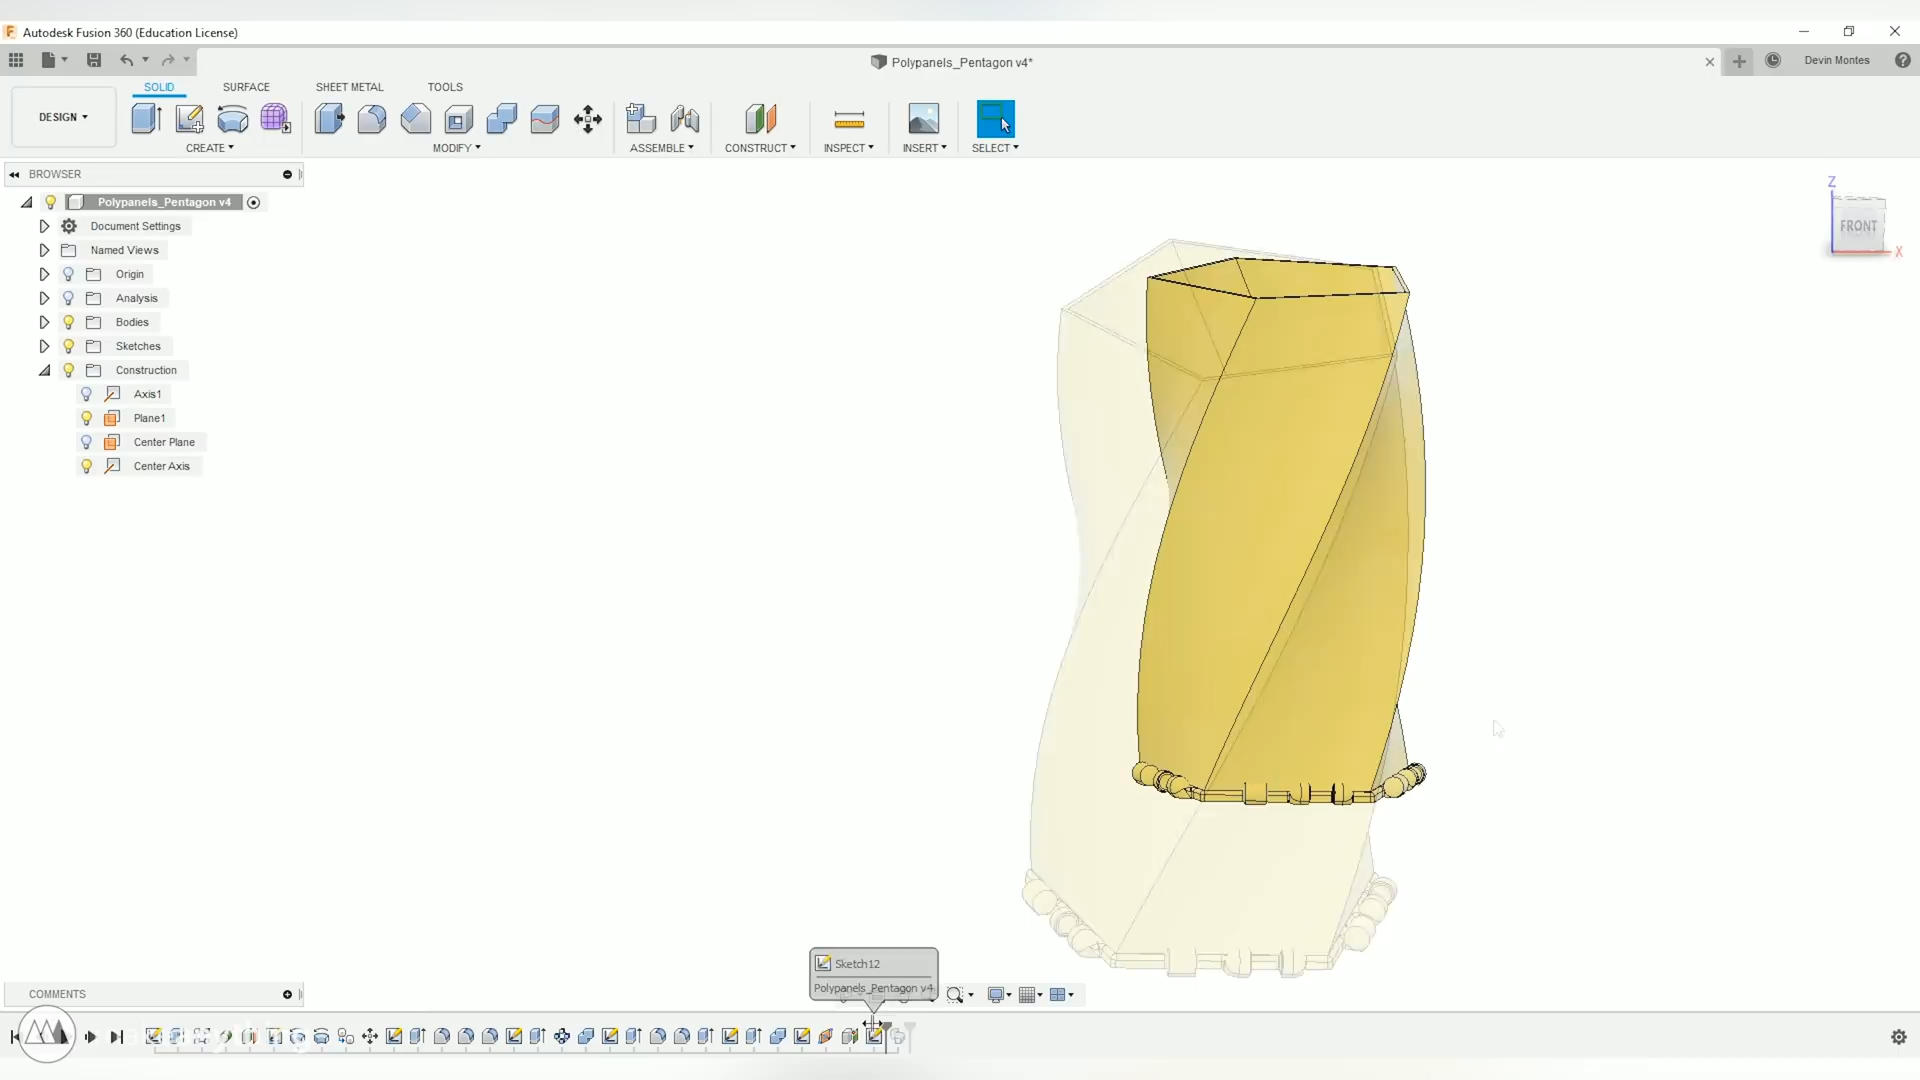 Autodesk Fusion 360 (Education License)
Polypanels_Pentagon v4*
Devin Montes
SOLID
SURFACE
SHEET METAL
TOOLS
DESIGN
CREATE
MODIFY
ASSEMBLE
CONSTRUCT
INSPECT
INSERT
SELECT
BROWSER
Polypanels_Pentagon v4
Document Settings
Named Views
Origin
Analysis
Bodies
Sketches
Construction
Axis1
Plane1
Center Plane
Center Axis
Z
FRONT
X
Sketch12
Polypanels_Pentagon v4
COMMENTS